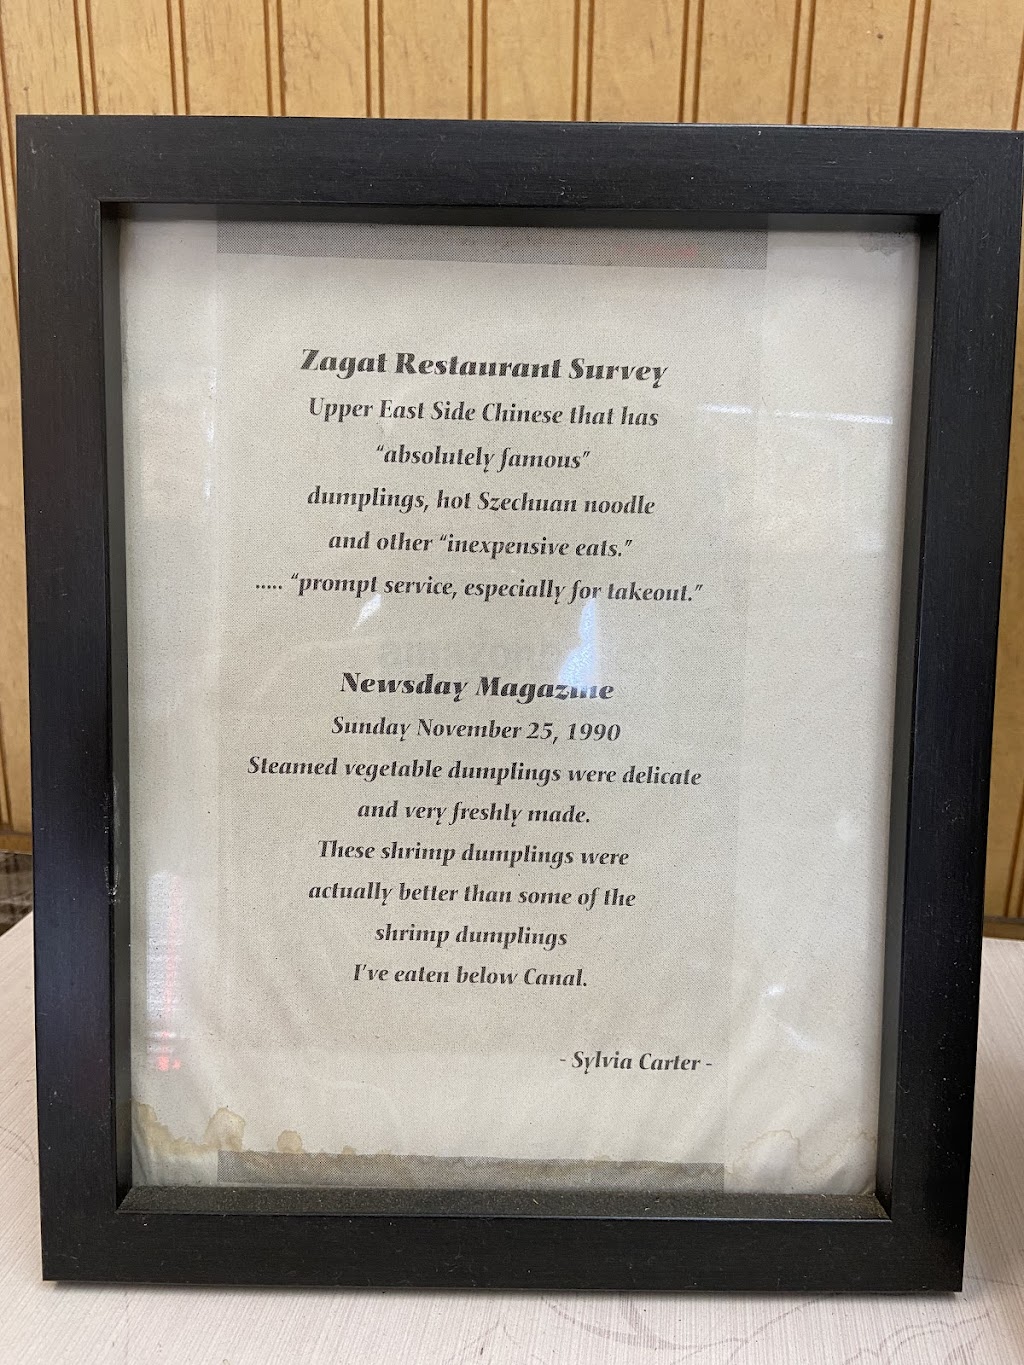 Zagat Restaurant Survey
Upper East Side Chinese that has
“absolutely famous”
dumplings, hot Szechuan noodle
and other “inexpensive eats.”
..... “prompt service, especially for takeout.”
Newsday Magazine
Sunday November 25, 1990
Steamed vegetable dumplings were delicate
and very freshly made.
These shrimp dumplings were
actually better than some of the
shrimp dumplings
I’ve eaten below Canal.
- Sylvia Carter -